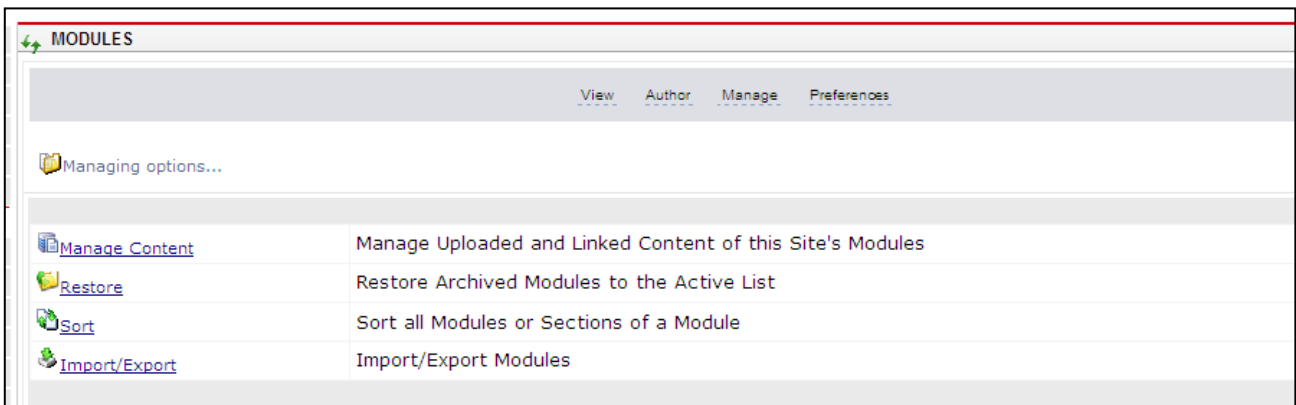 MODULES
View Author Manage Preferences
Managing options...
Manage Content Manage Uploaded and Linked Content of this Site's Modules
Restore Restore Archived Modules to the Active List
Sort Sort all Modules or Sections of a Module
Import/Export Import/Export Modules